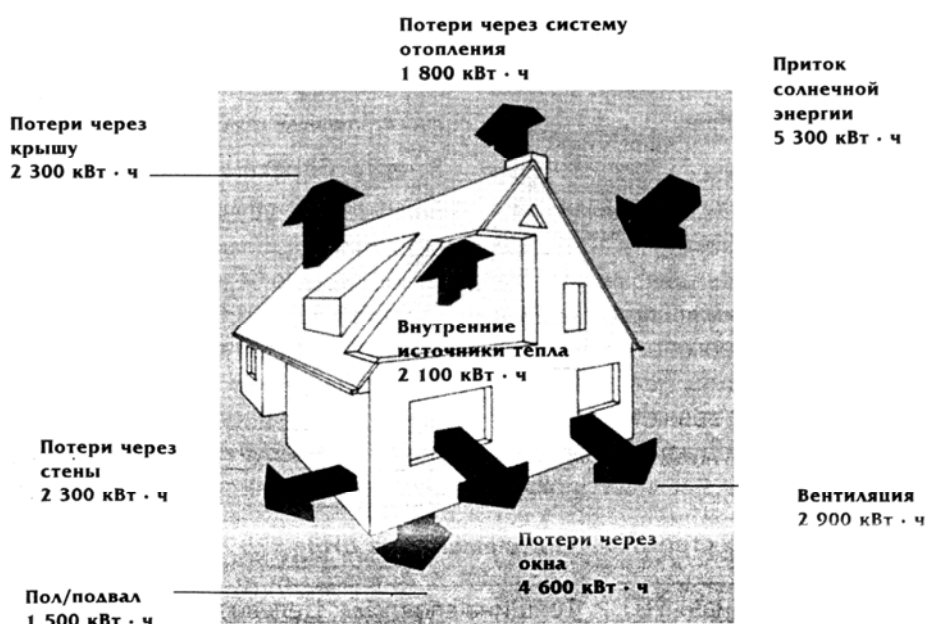 Потери через систему
отопления
1 800 кВт · ч
Приток
солнечной
энергии
5 300 кВт · ч
Потери через
крышу
2 300 кВт · ч
Внутренние
источники тепла
2 100 кВт · ч
Потери через
стены
2 300 кВт · ч
Вентиляция
2 900 кВт · ч
Потери через
окна
4 600 кВт · ч
Пол/подвал
1 500 кВт · ч